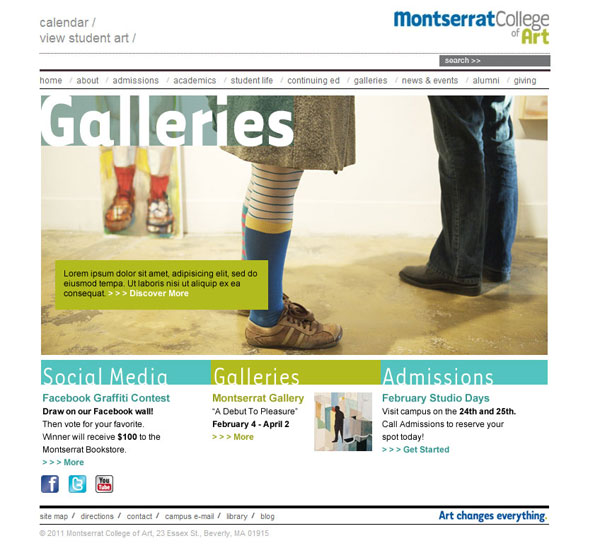 calendar /
view student art /
MontserratCollege
of Art
search >>
home / about / admissions / academics / student life / continuing ed / galleries / news & events / alumni / giving
Galleries
Lorem ipsum dolor sit amet, adipisicing elit, sed do
eiusmod tempa. Ut laboris nisi ut aliquip ex ea
consequat. > > > Discover More
Social Media
Facebook Graffiti Contest
Draw on our Facebook wall!
Then vote for your favorite.
Winner will receive $100 to the
Montserrat Bookstore.
> > > More
Galleries
Montserrat Gallery
“A Debut To Pleasure”
February 4 - April 2
> > > More
Admissions
February Studio Days
Visit campus on the 24th and 25th.
Call Admissions to reserve your
spot today!
> > > Get Started
f
t
You
Tube
site map / directions / contact / campus e-mail / library / blog
Art changes everything.
© 2011 Montserrat College of Art, 23 Essex St., Beverly, MA 01915